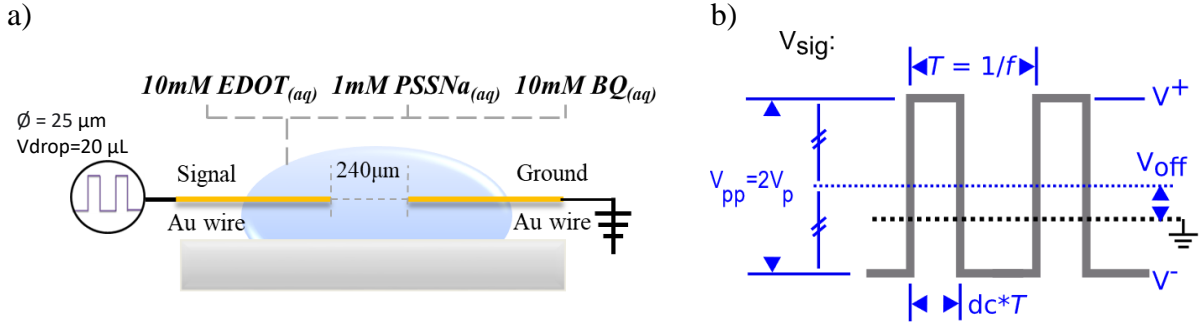 a)
10mM EDOT(aq) 1mM PSSNa(aq) 10mM BQ(aq)
Ø = 25 µm
Vdrop=20 µL
Signal
240µm
Ground
Au wire
Au wire
b)
Vsig:
T = 1/f
V+
Voff
Vpp=2Vp
V-
dc*T